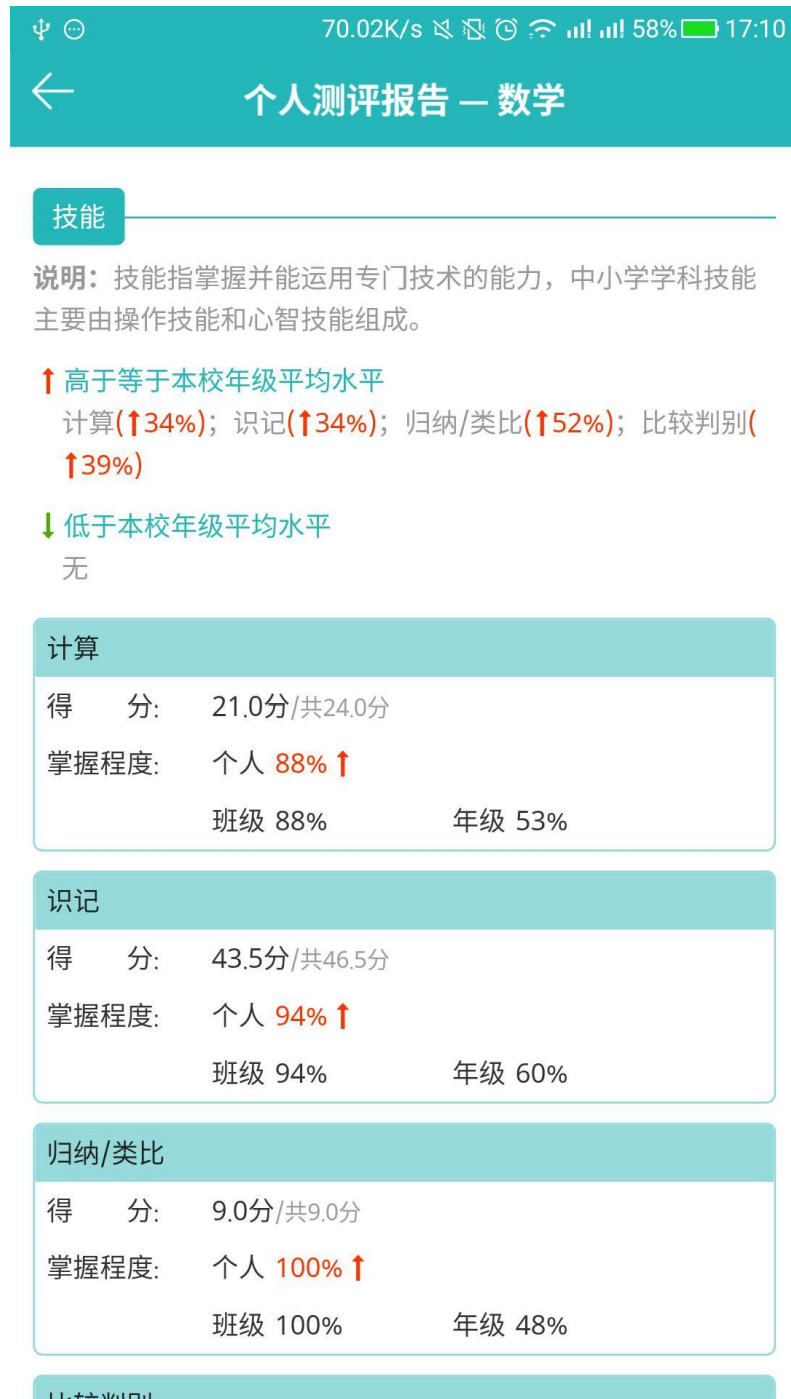 70.02K/s 58% 17:10
个人测评报告 — 数学
技能
说明：技能指掌握并能运用专门技术的能力，中小学学科技能
主要由操作技能和心智技能组成。
↑高于等于本校年级平均水平
计算(↑34%)；识记(↑34%)；归纳/类比(↑52%)；比较判别(
↑39%)
↓低于本校年级平均水平
无
计算
得 分: 21.0分/共24.0分
掌握程度: 个人 88%↑
班级 88% 年级 53%
识记
得 分: 43.5分/共46.5分
掌握程度: 个人 94%↑
班级 94% 年级 60%
归纳/类比
得 分: 9.0分/共9.0分
掌握程度: 个人 100%↑
班级 100% 年级 48%
比较判别